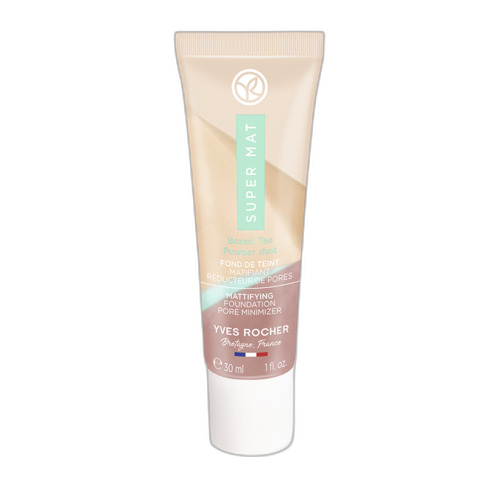 SUPER MAT
FOND DE TEINT
MATIFIANT
RÉDUCTEUR DE PORES
MATTIFYING
FOUNDATION
PORE MINIMIZER
YVES ROCHER
Bretagne, France
℮ 30 ml 1 fl. oz.